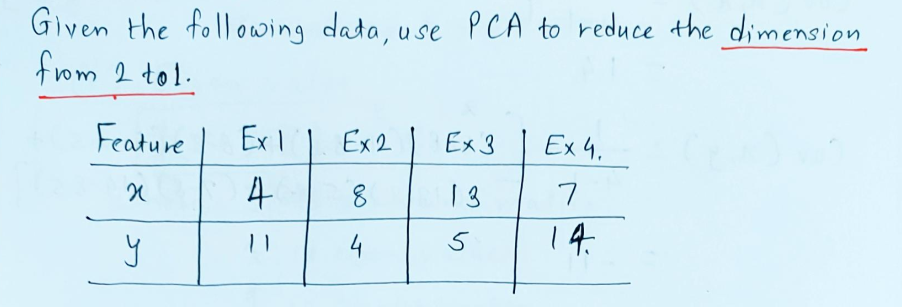 Given the following data, use PCA to reduce the dimension
from 2 to 1.
Feature Ex 1 Ex 2 Ex 3 Ex 4.
x 4 8 13 7
y 11 4 5 14.